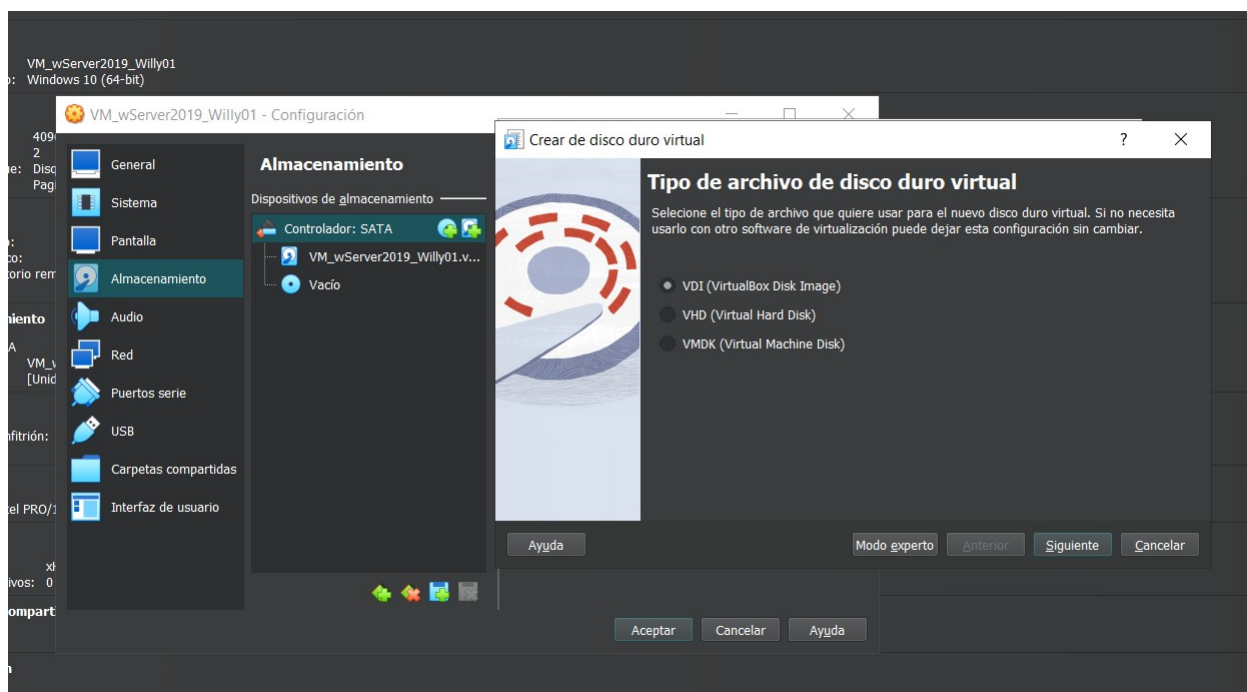 VM_wServer2019_Willy01
Windows 10 (64-bit)
VM_wServer2019_Willy01 - Configuración
2
General
Sistema
Pantalla
Almacenamiento
Audio
Red
Puertos serie
USB
Carpetas compartidas
Interfaz de usuario
Almacenamiento
Dispositivos de almacenamiento
Controlador: SATA
VM_wServer2019_Willy01.v...
Vacío
Crear de disco duro virtual
? X
Tipo de archivo de disco duro virtual
Selecione el tipo de archivo que quiere usar para el nuevo disco duro virtual. Si no necesita
usarlo con otro software de virtualización puede dejar esta configuración sin cambiar.
VDI (VirtualBox Disk Image)
VHD (Virtual Hard Disk)
VMDK (Virtual Machine Disk)
Ayuda
Modo experto
Anterior
Siguiente
Cancelar
Aceptar
Cancelar
Ayuda